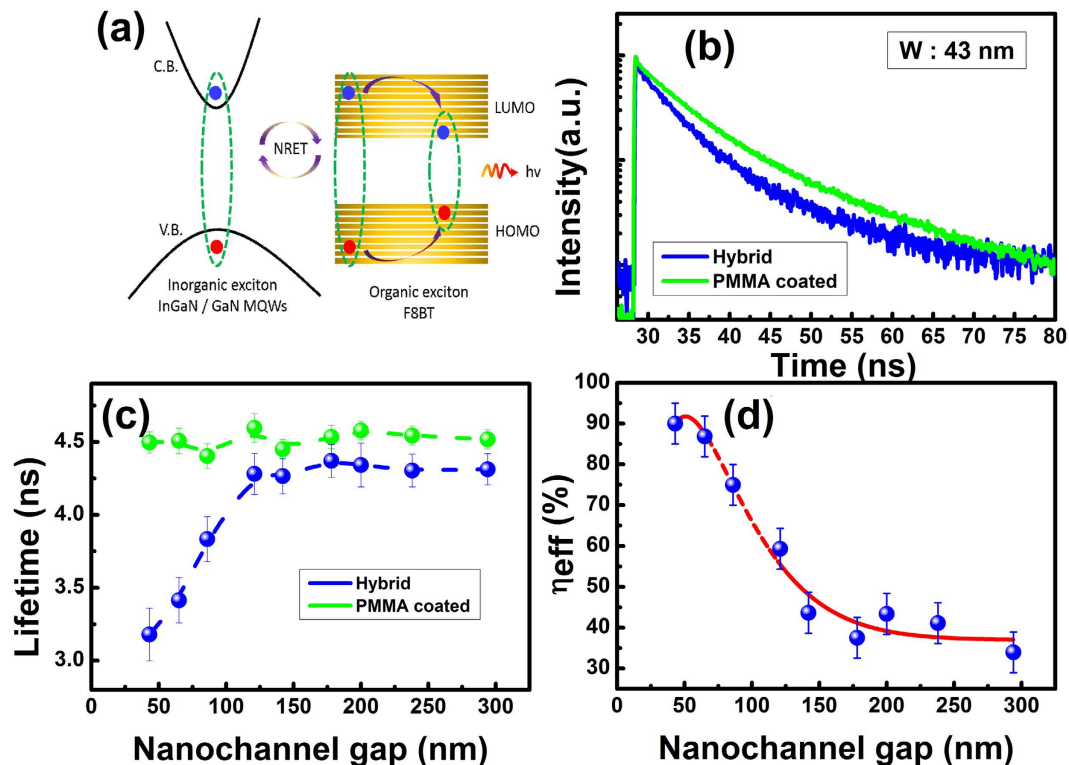 (a)
C.B.
LUMO
NRET
hν
V.B.
HOMO
Inorganic exciton
InGaN / GaN MQWs
Organic exciton
F8BT
(b)
W : 43 nm
Intensity(a.u.)
Hybrid
PMMA coated
30 35 40 45 50 55 60 65 70 75 80
Time (ns)
(c)
Lifetime (ns)
4.5
4.0
3.5
3.0
Hybrid
PMMA coated
0 50 100 150 200 250 300
Nanochannel gap (nm)
(d)
ηeff (%)
100
90
80
70
60
50
40
30
0 50 100 150 200 250 300
Nanochannel gap (nm)